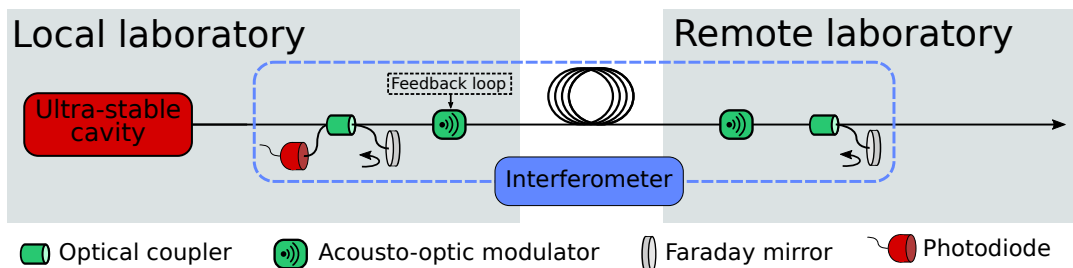 Local laboratory
Remote laboratory
Feedback loop
Ultra-stable
cavity
Interferometer
Optical coupler
Acousto-optic modulator
Faraday mirror
Photodiode